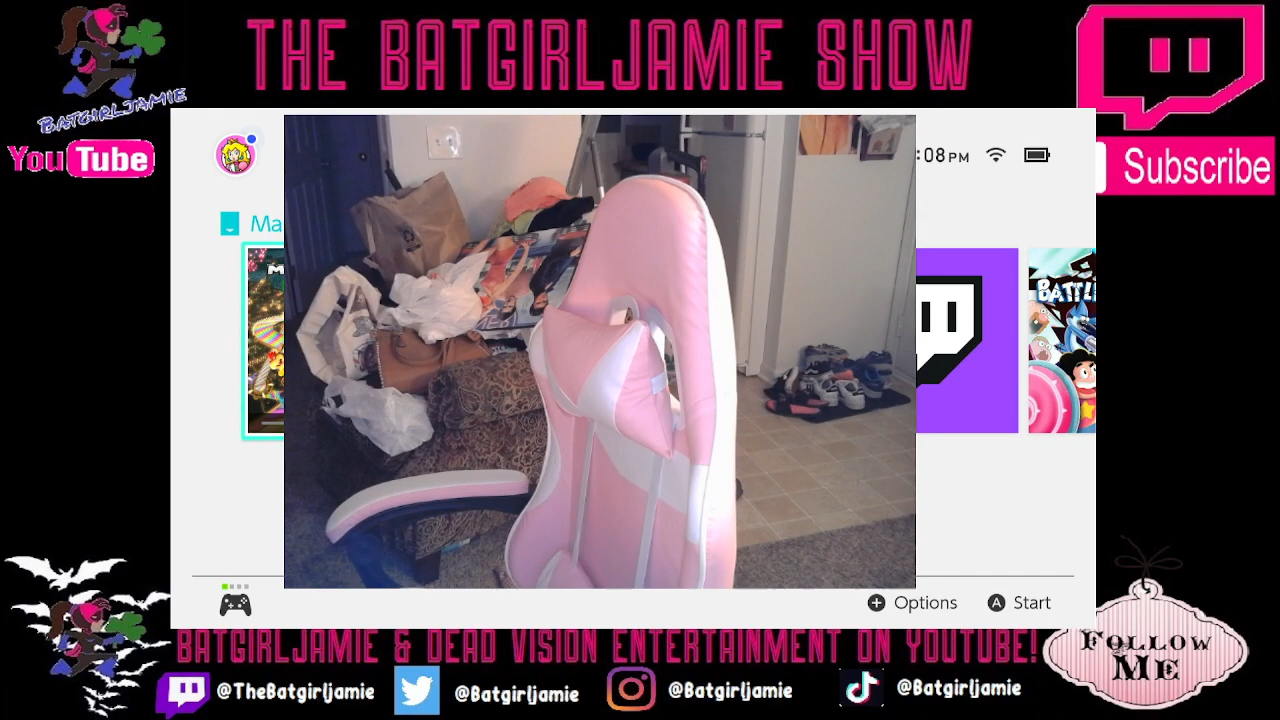 THE BATGIRLJAMIE SHOW
BATGIRLJAMIE
YouTube
Subscribe
:08 PM
Ma
BATTL
Options
Start
BATGIRLJAMIE & DEAD VISION ENTERTAINMENT ON YOUTUBE!
FOLLOW
ME
@TheBatgirljamie
@Batgirljamie
@Batgirljamie
@Batgirljamie